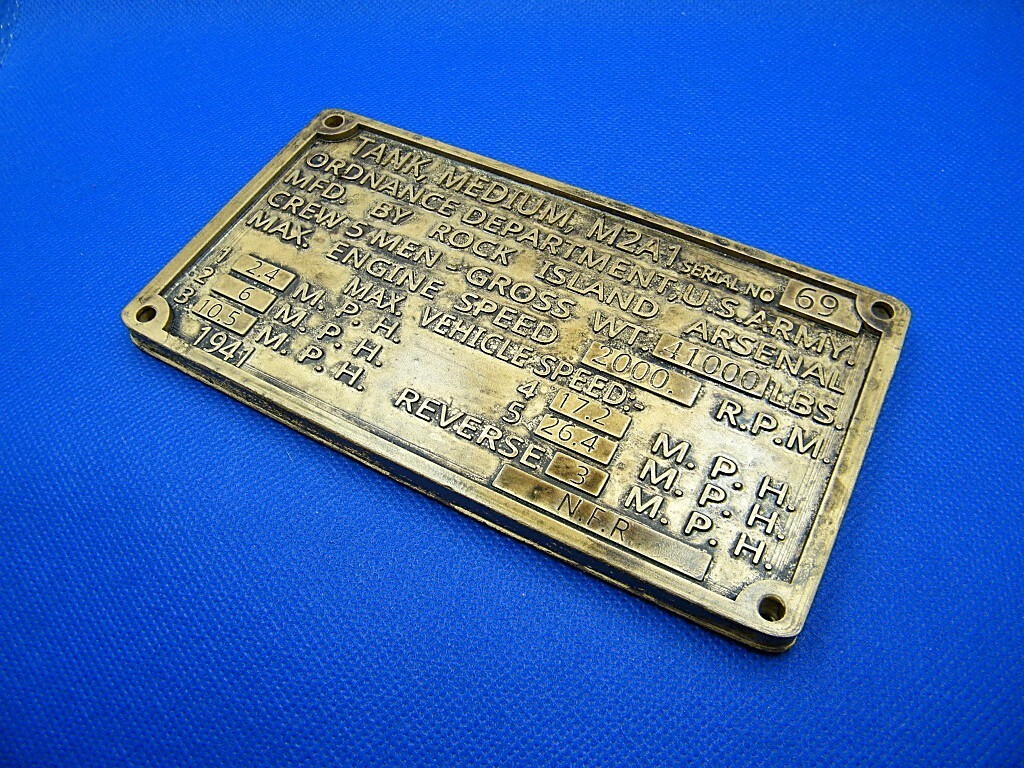 TANK, MEDIUM, M2A1 SERIAL NO 69
ORDNANCE DEPARTMENT U.S. ARMY.
MFD. BY ROCK ISLAND ARSENAL
CREW 5 MEN - GROSS WT. 41000 LBS.
MAX. ENGINE SPEED 2000. R.P.M.
MAX. VEHICLE SPEED:-
1 2.4 M. P. H. 4 17.2 M. P. H.
2 6 M. P. H. 5 26.4 M. P. H.
3 10.5 M. P. H. REVERSE 3 M. P. H.
1941 N.F.R